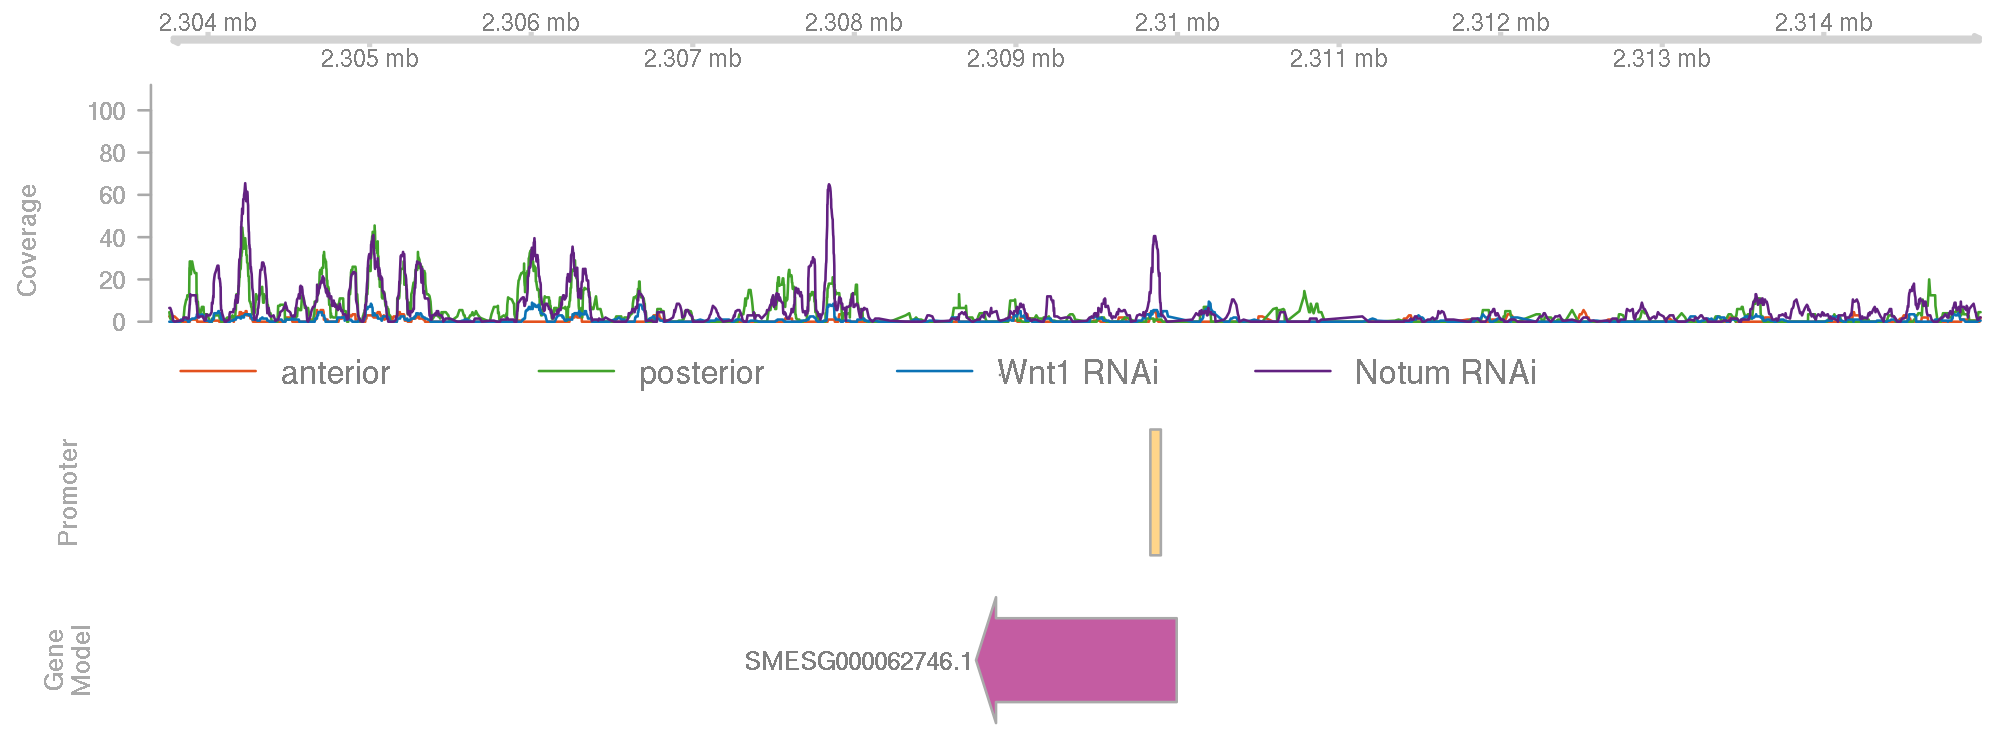 2.304 mb 2.306 mb 2.308 mb 2.31 mb 2.312 mb 2.314 mb
2.305 mb 2.307 mb 2.309 mb 2.311 mb 2.313 mb
Coverage
100
80
60
40
20
0
anterior posterior Wnt1 RNAi Notum RNAi
Promoter
Gene
Model
SMESG000062746.1